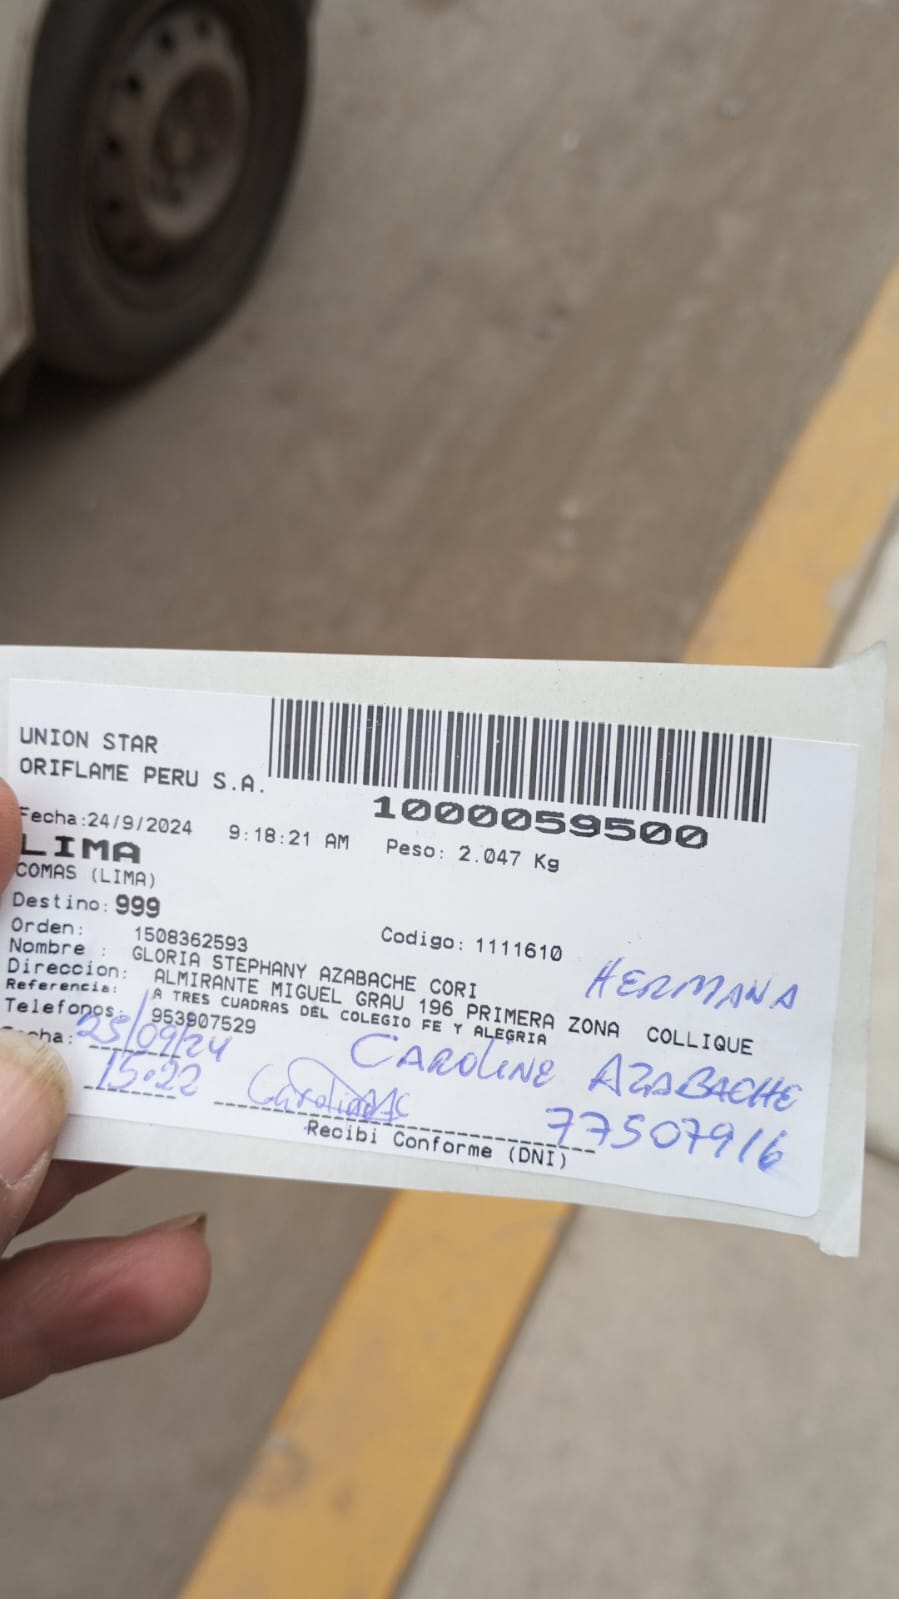 UNION STAR
ORIFLAME PERU S.A.
1000059500
Fecha:24/9/2024 9:18:21 AM Peso: 2.047 Kg
LIMA
COMAS (LIMA)
Destino: 999
Orden: 1508362593 Codigo: 1111610
Nombre : GLORIA STEPHANY AZABACHE CORI
HERMANA
Direccion: ALMIRANTE MIGUEL GRAU 196 PRIMERA ZONA COLLIQUE
Referencia: A TRES CUADRAS DEL COLEGIO FE Y ALEGRIA
Telefonos: 953907529
cha: 25/09/24
CAROLINE AZABACHE
15:22
77507916
Recibi Conforme (DNI)